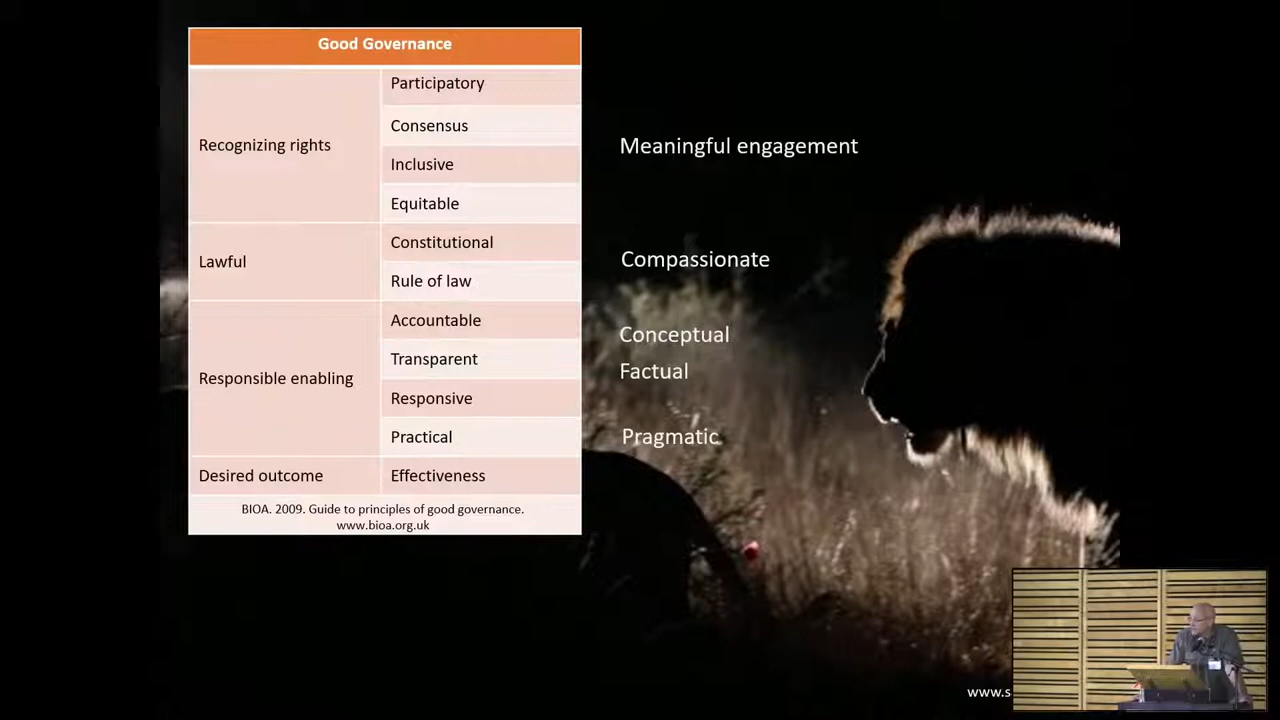 Good Governance
Recognizing rights
Participatory
Consensus
Inclusive
Equitable
Lawful
Constitutional
Rule of law
Responsible enabling
Accountable
Transparent
Responsive
Practical
Desired outcome
Effectiveness
BIOA. 2009. Guide to principles of good governance.
www.bioa.org.uk
Meaningful engagement
Compassionate
Conceptual
Factual
Pragmatic
www.s